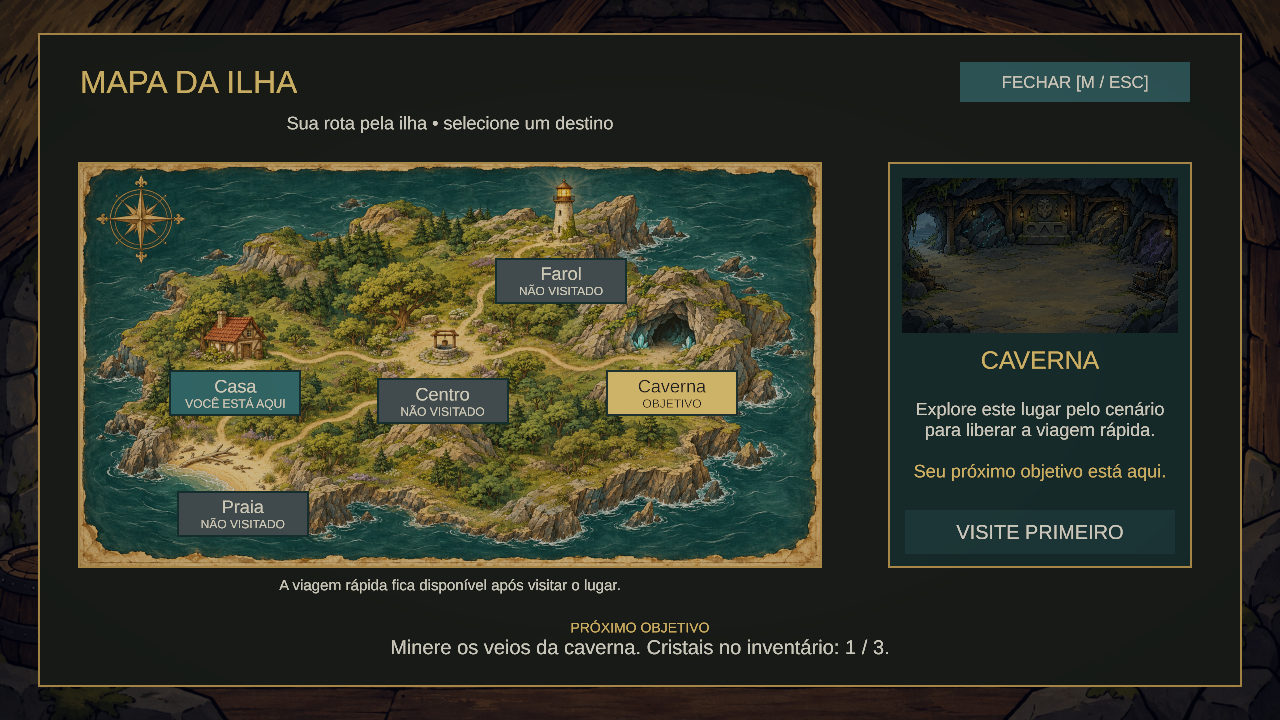 MAPA DA ILHA
FECHAR [M / ESC]
Sua rota pela ilha • selecione um destino
Farol
NÃO VISITADO
Casa
VOCÊ ESTÁ AQUI
Centro
NÃO VISITADO
Caverna
OBJETIVO
Praia
NÃO VISITADO
CAVERNA
Explore este lugar pelo cenário
para liberar a viagem rápida.
Seu próximo objetivo está aqui.
VISITE PRIMEIRO
A viagem rápida fica disponível após visitar o lugar.
PRÓXIMO OBJETIVO
Minere os veios da caverna. Cristais no inventário: 1 / 3.